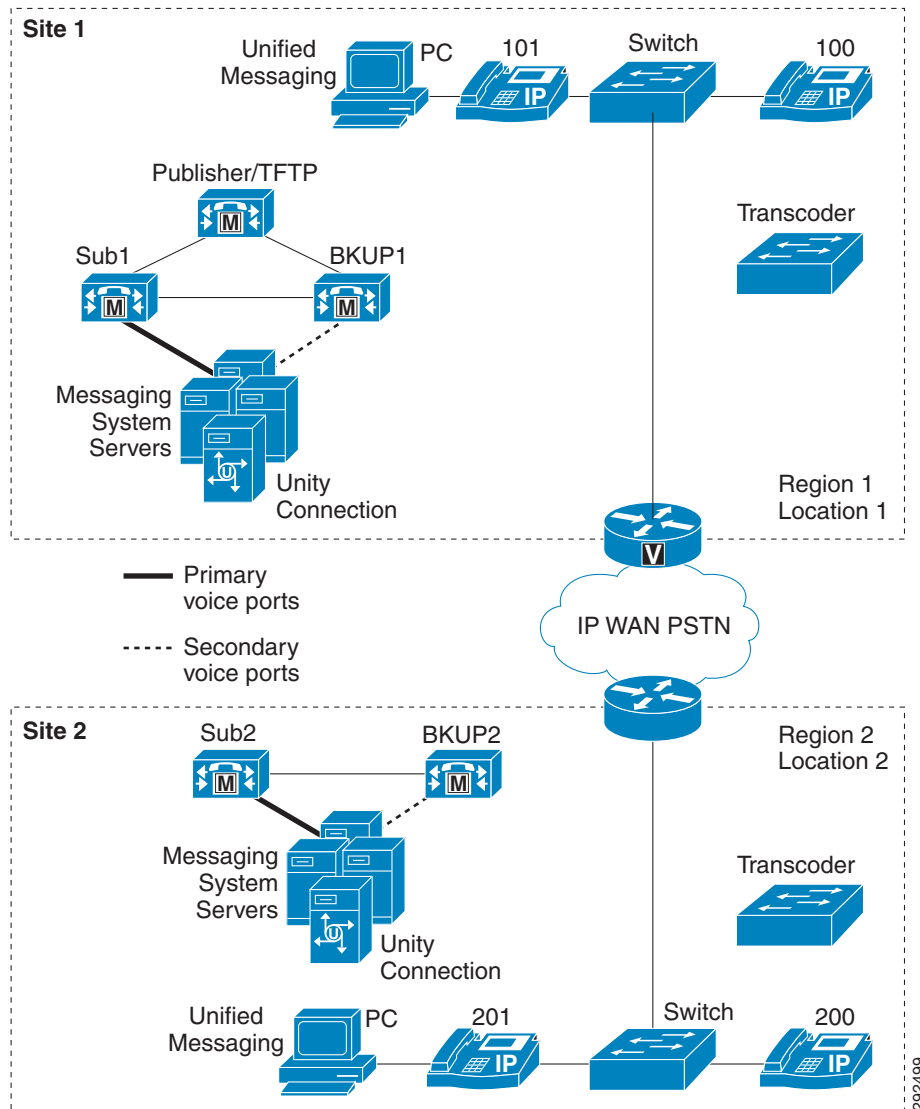 Site 1
Unified
Messaging
PC
101
Switch
100
IP
IP
Publisher/TFTP
M
Transcoder
Sub1
BKUP1
M
M
Messaging
System
Servers
U
Unity
Connection
Region 1
Location 1
V
Primary
voice ports
IP WAN PSTN
Secondary
voice ports
Site 2
Sub2
BKUP2
Region 2
Location 2
M
M
Messaging
System
Servers
Transcoder
U
Unity
Connection
Unified
Messaging
PC
201
Switch
200
IP
IP
292499